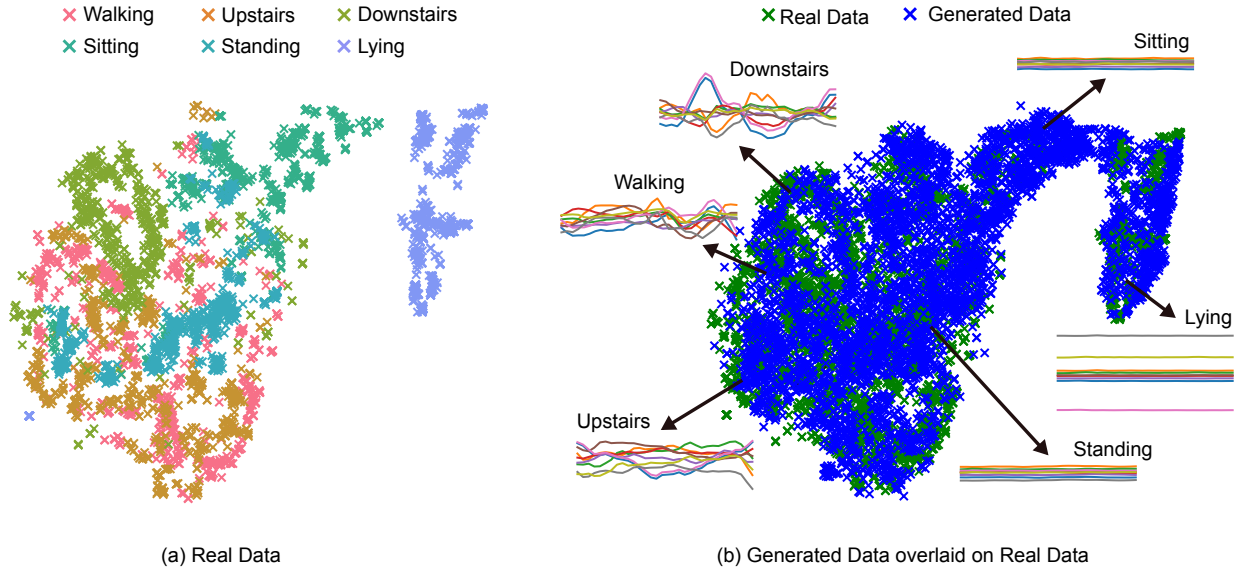 Walking Upstairs Downstairs
Sitting Standing Lying
Real Data Generated Data
Sitting
Downstairs
Walking
Lying
Upstairs
Standing
(a) Real Data
(b) Generated Data overlaid on Real Data